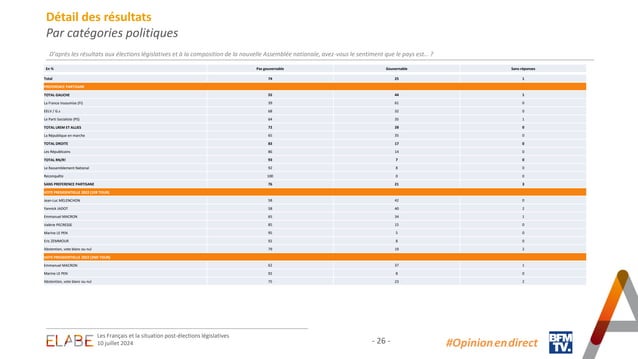 Détail des résultats
Par catégories politiques
D'après les résultats aux élections législatives et à la composition de la nouvelle Assemblée nationale, avez-vous le sentiment que le pays est… ?
En % Pas gouvernable Gouvernable Sans réponses
Total 74 25 1
PREFERENCE PARTISANE
TOTAL GAUCHE 55 44 1
La France Insoumise (FI) 39 61 0
EELV / G.s 68 32 0
Le Parti Socialiste (PS) 64 35 1
TOTAL LREM ET ALLIES 72 28 0
La République en marche 65 35 0
TOTAL DROITE 83 17 0
Les Républicains 86 14 0
TOTAL RN/R! 93 7 0
Le Rassemblement National 92 8 0
Reconquête 100 0 0
SANS PREFERENCE PARTISANE 76 21 3
VOTE PRESIDENTIELLE 2022 (1ER TOUR)
Jean-Luc MELENCHON 58 42 0
Yannick JADOT 58 40 2
Emmanuel MACRON 65 34 1
Valérie PECRESSE 85 15 0
Marine LE PEN 95 5 0
Eric ZEMMOUR 92 8 0
Abstention, vote blanc ou nul 79 19 2
VOTE PRESIDENTIELLE 2022 (2ND TOUR)
Emmanuel MACRON 62 37 1
Marine LE PEN 92 8 0
Abstention, vote blanc ou nul 75 23 2
ELABE
Les Français et la situation post-élections législatives
10 juillet 2024
- 26 -
#Opinion en direct
BFM
TV.